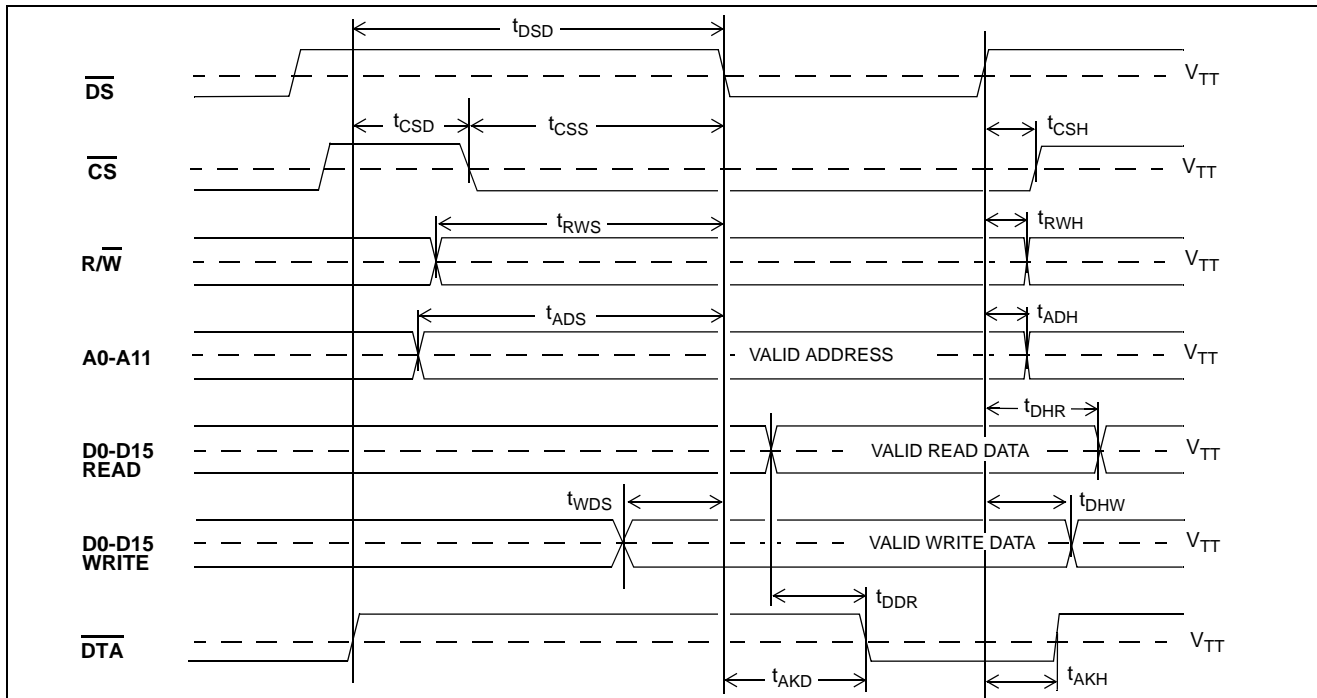 tDSD
DS VTT
tCSD tCSS tCSH
CS VTT
tRWS tRWH
R/W VTT
tADS tADH
A0-A11 VALID ADDRESS VTT
tDHR
D0-D15
READ VALID READ DATA VTT
tWDS tDHW
D0-D15
WRITE VALID WRITE DATA VTT
tDDR
DTA VTT
tAKD tAKH